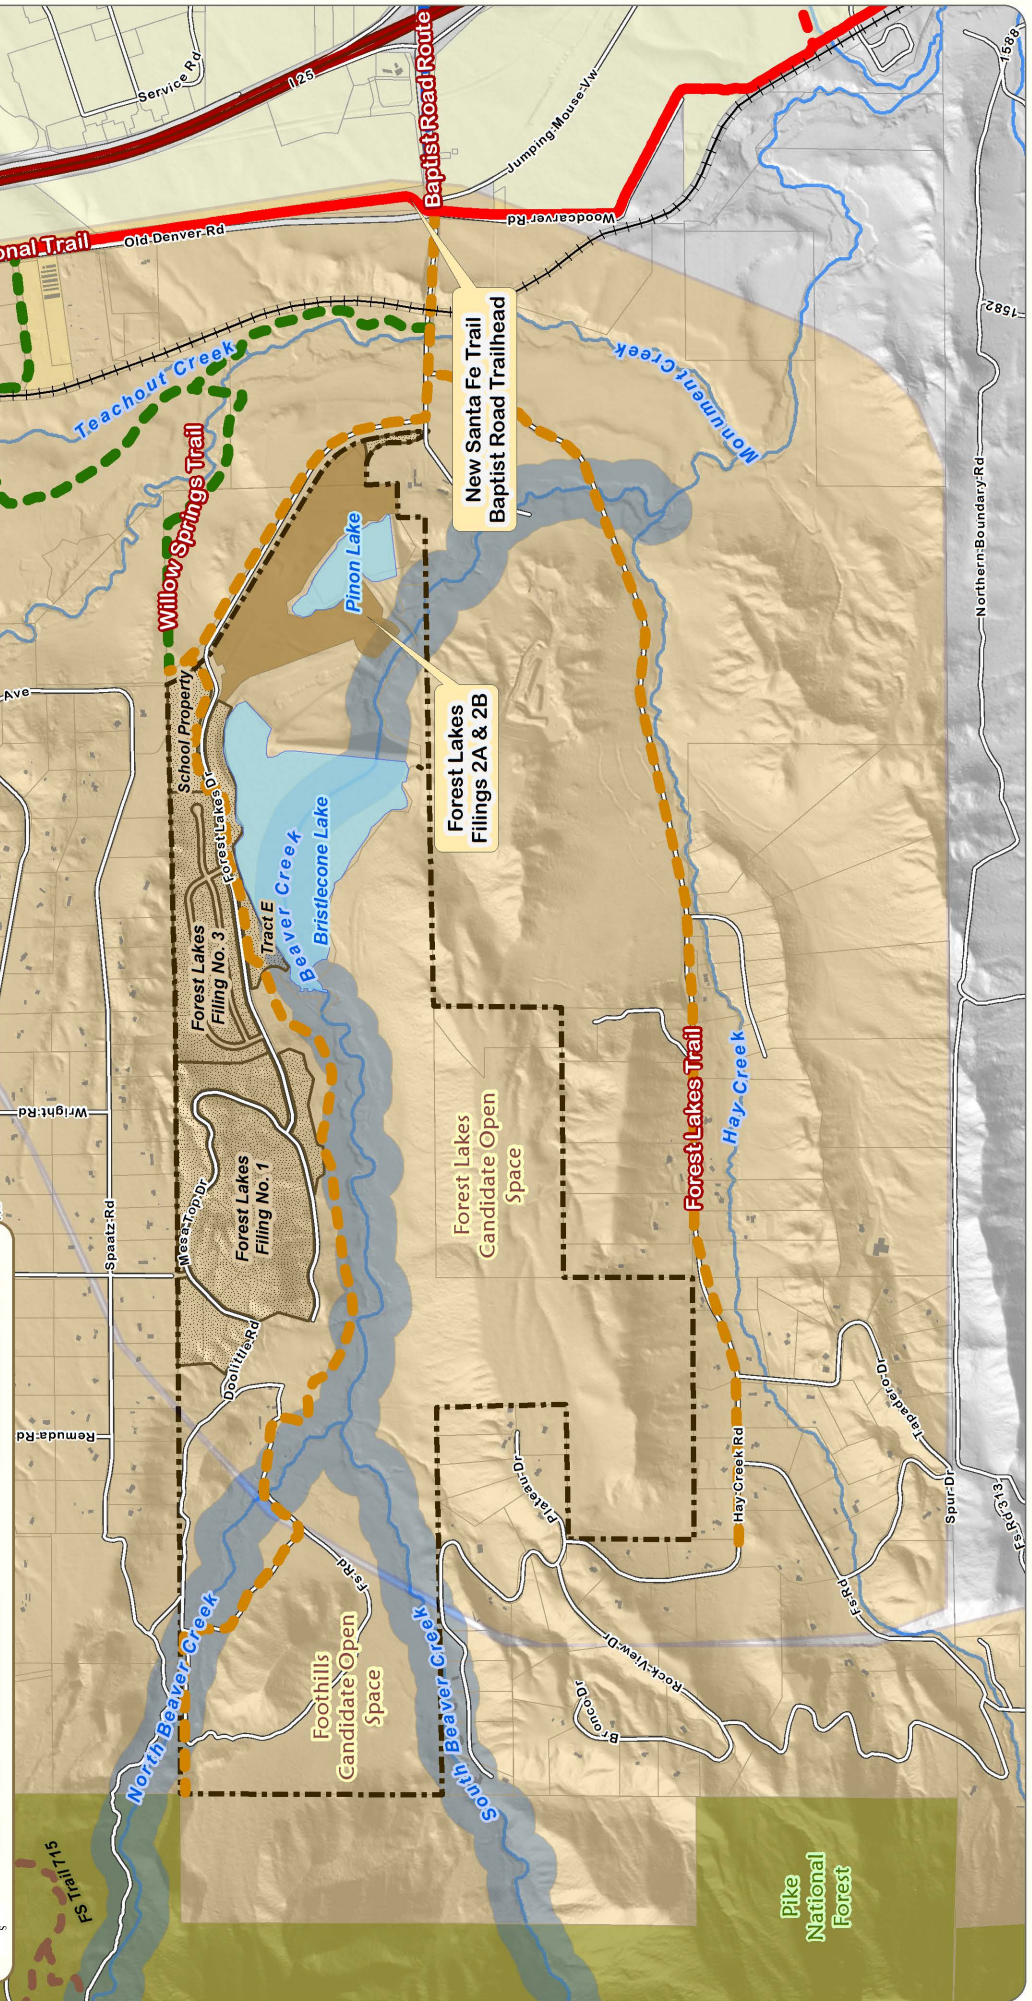 Service Rd
I 25
Baptist Road Route
Jumping-Mouse-Vw
1588
onal Trail
Old Denver Rd
Woodcarver Rd
1582
Teachout Creek
Monument Creek
New Santa Fe Trail
Baptist Road Trailhead
Willow Springs Trail
Pinon Lake
Northern-Boundary-Rd
Ave
School Property
Forest Lakes
Filings 2A & 2B
Forest Lakes Dr
Beaver Creek
Bristlecone Lake
Tract E
Forest Lakes
Filing No. 3
Forest Lakes Trail
Hay Creek
Wright Rd
Forest Lakes
Candidate Open
Space
Spaatz-Rd
Mesa-Top-Dr
Forest Lakes
Filing No. 1
Doolittle-Rd
Remuda-Rd
Tapadero-Dr
Plateau-Dr
Hay-Creek Rd
Spur-Dr
Fs-Rd-313
Fs-Rd
Fs-Rd
North Beaver Creek
South Beaver Creek
Foothills
Candidate Open
Space
Rock-View-Dr
Bronco Dr
FS Trail 715
Pike
National
Forest
s